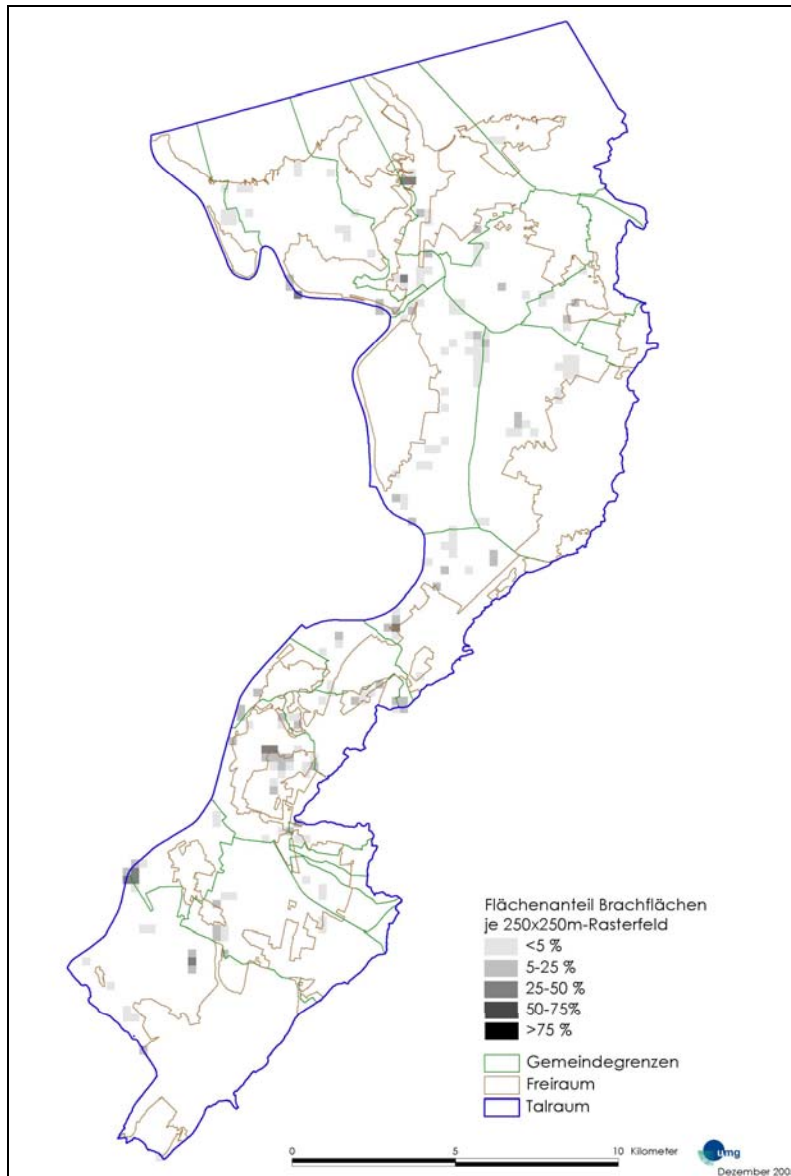 Flächenanteil Brachflächen
je 250x250m-Rasterfeld
<5 %
5-25 %
25-50 %
50-75%
>75 %
Gemeindegrenzen
Freiraum
Talraum
0 5 10 Kilometer
umg
Dezember